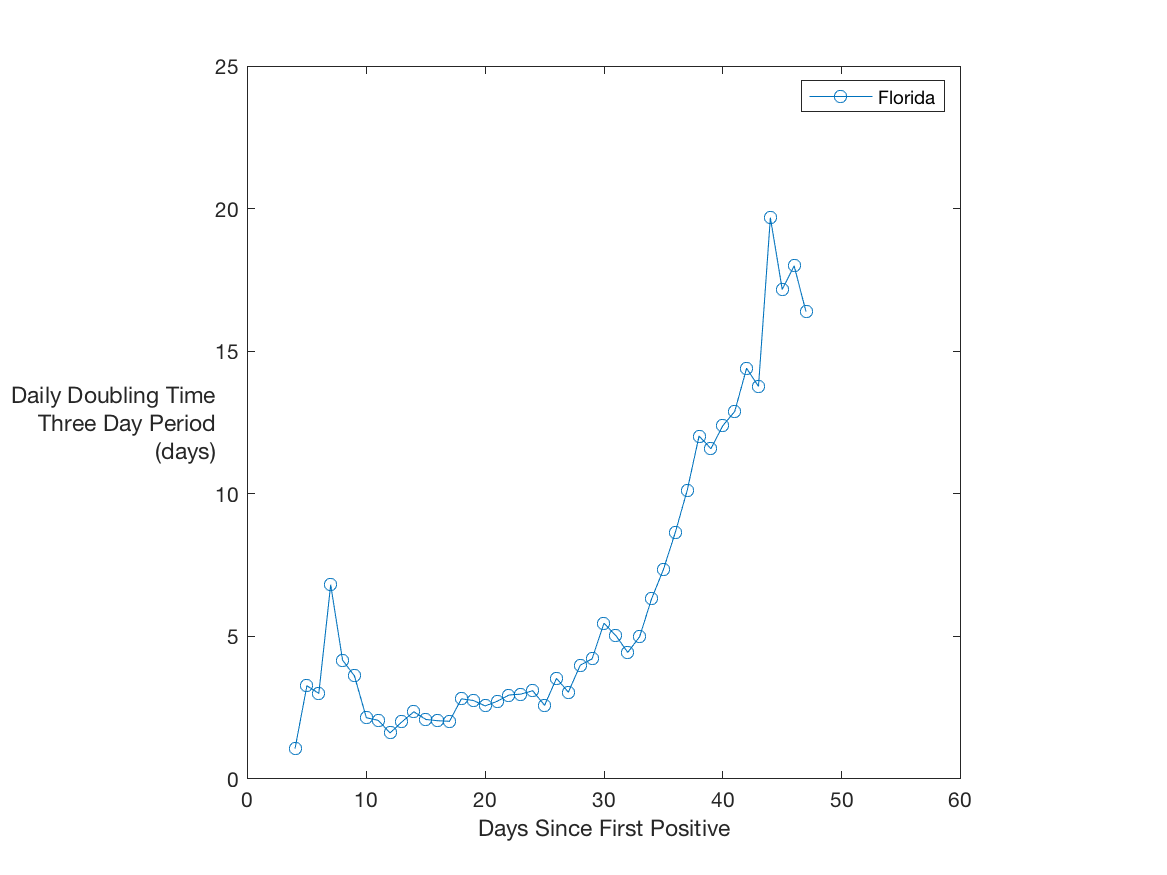 25
20
15
10
5
0
Daily Doubling Time
Three Day Period
(days)
Florida
0 10 20 30 40 50 60
Days Since First Positive